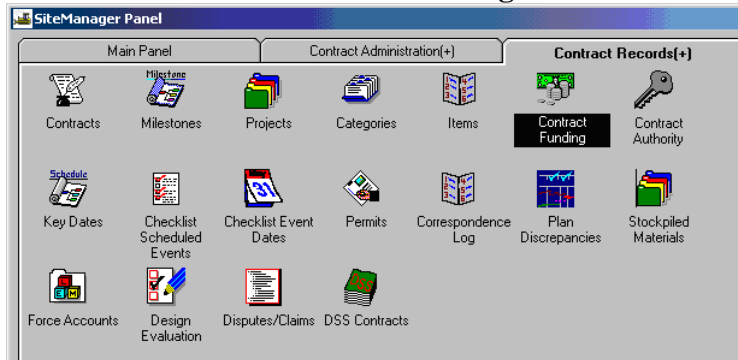 SiteManager Panel
Main Panel
Contract Administration(+)
Contract Records(+)
Milestone
Contracts
Milestones
Projects
Categories
Items
Contract
Funding
Contract
Authority
Schedule
May
31
Key Dates
Checklist
Scheduled
Events
Checklist Event
Dates
Permits
Correspondence
Log
Plan
Discrepancies
Stockpiled
Materials
Force Accounts
Design
Evaluation
Disputes/Claims
DSS Contracts